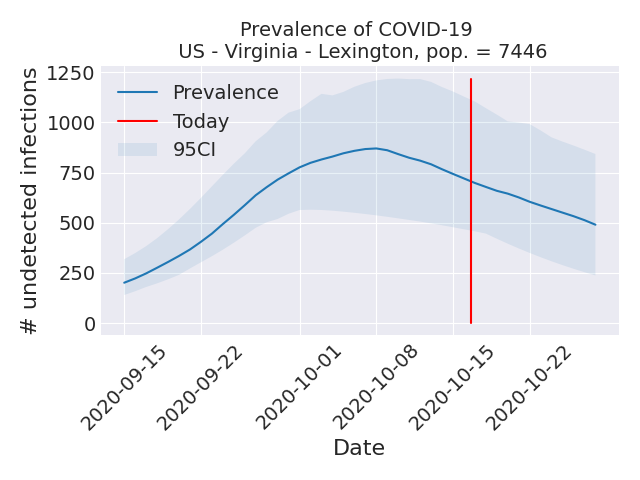 Prevalence of COVID-19
US - Virginia - Lexington, pop. = 7446
# undetected infections
1250
1000
750
500
250
0
Prevalence
Today
95CI
2020-09-15
2020-09-22
2020-10-01
2020-10-08
2020-10-15
2020-10-22
Date